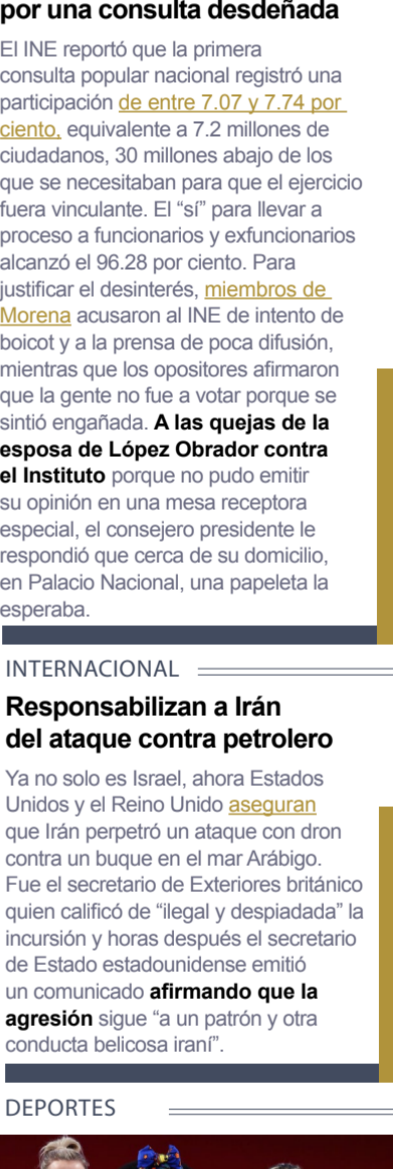 por una consulta desdeñada
El INE reportó que la primera
consulta popular nacional registró una
participación de entre 7.07 y 7.74 por
ciento, equivalente a 7.2 millones de
ciudadanos, 30 millones abajo de los
que se necesitaban para que el ejercicio
fuera vinculante. El “sí” para llevar a
proceso a funcionarios y exfuncionarios
alcanzó el 96.28 por ciento. Para
justificar el desinterés, miembros de
Morena acusaron al INE de intento de
boicot y a la prensa de poca difusión,
mientras que los opositores afirmaron
que la gente no fue a votar porque se
sintió engañada. A las quejas de la
esposa de López Obrador contra
el Instituto porque no pudo emitir
su opinión en una mesa receptora
especial, el consejero presidente le
respondió que cerca de su domicilio,
en Palacio Nacional, una papeleta la
esperaba.
INTERNACIONAL
Responsabilizan a Irán
del ataque contra petrolero
Ya no solo es Israel, ahora Estados
Unidos y el Reino Unido aseguran
que Irán perpetró un ataque con dron
contra un buque en el mar Arábigo.
Fue el secretario de Exteriores británico
quien calificó de “ilegal y despiadada” la
incursión y horas después el secretario
de Estado estadounidense emitió
un comunicado afirmando que la
agresión sigue “a un patrón y otra
conducta belicosa iraní”.
DEPORTES